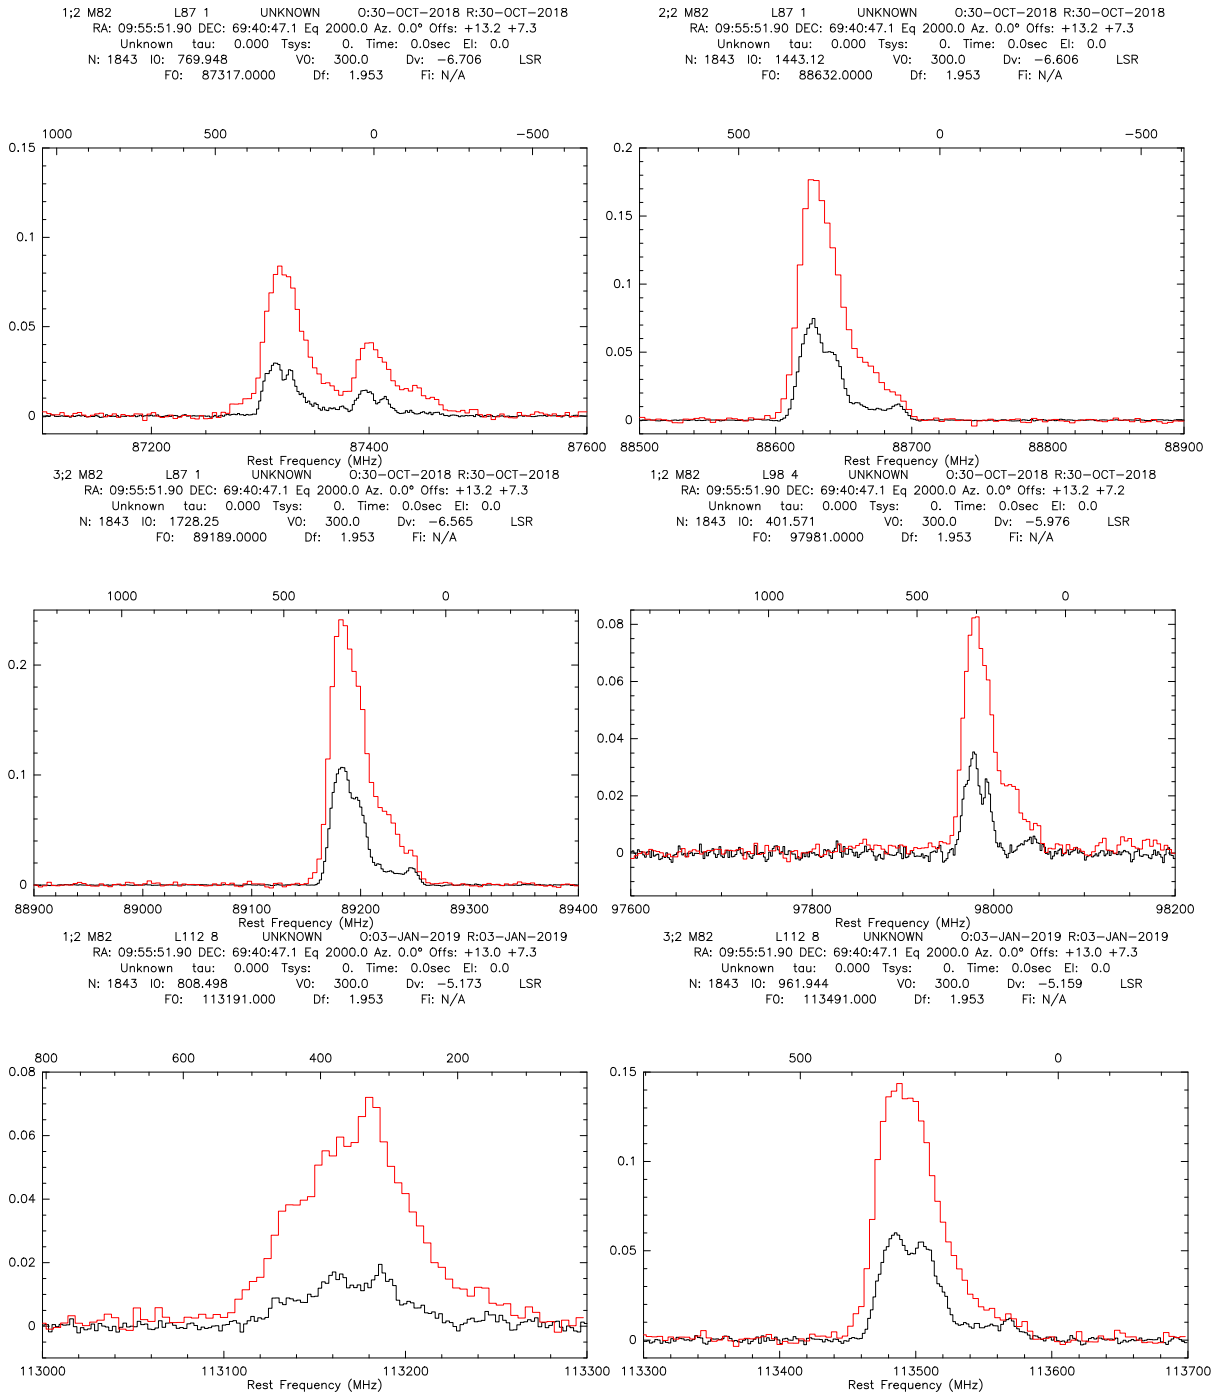 1;2 M82 L87 1 UNKNOWN O:30-OCT-2018 R:30-OCT-2018
RA: 09:55:51.90 DEC: 69:40:47.1 Eq 2000.0 Az. 0.0° Offs: +13.2 +7.3
Unknown tau: 0.000 Tsys: 0. Time: 0.0sec El: 0.0
N: 1843 I0: 769.948 V0: 300.0 Dv: -6.706 LSR
F0: 87317.0000 Df: 1.953 Fi: N/A
1000 500 0 -500
0.15
0.1
0.05
0
87200 87400 87600
Rest Frequency (MHz)
2;2 M82 L87 1 UNKNOWN O:30-OCT-2018 R:30-OCT-2018
RA: 09:55:51.90 DEC: 69:40:47.1 Eq 2000.0 Az. 0.0° Offs: +13.2 +7.3
Unknown tau: 0.000 Tsys: 0. Time: 0.0sec El: 0.0
N: 1843 I0: 1443.12 V0: 300.0 Dv: -6.606 LSR
F0: 88632.0000 Df: 1.953 Fi: N/A
500 0 -500
0.2
0.15
0.1
0.05
0
88500 88600 88700 88800 88900
Rest Frequency (MHz)
3;2 M82 L87 1 UNKNOWN O:30-OCT-2018 R:30-OCT-2018
RA: 09:55:51.90 DEC: 69:40:47.1 Eq 2000.0 Az. 0.0° Offs: +13.2 +7.3
Unknown tau: 0.000 Tsys: 0. Time: 0.0sec El: 0.0
N: 1843 I0: 1728.25 V0: 300.0 Dv: -6.565 LSR
F0: 89189.0000 Df: 1.953 Fi: N/A
1000 500 0
0.2
0.1
0
88900 89000 89100 89200 89300 89400
Rest Frequency (MHz)
1;2 M82 L98 4 UNKNOWN O:30-OCT-2018 R:30-OCT-2018
RA: 09:55:51.90 DEC: 69:40:47.1 Eq 2000.0 Az. 0.0° Offs: +13.2 +7.2
Unknown tau: 0.000 Tsys: 0. Time: 0.0sec El: 0.0
N: 1843 I0: 401.571 V0: 300.0 Dv: -5.976 LSR
F0: 97981.0000 Df: 1.953 Fi: N/A
1000 500 0
0.08
0.06
0.04
0.02
0
97600 97800 98000 98200
Rest Frequency (MHz)
1;2 M82 L112 8 UNKNOWN O:03-JAN-2019 R:03-JAN-2019
RA: 09:55:51.90 DEC: 69:40:47.1 Eq 2000.0 Az. 0.0° Offs: +13.0 +7.3
Unknown tau: 0.000 Tsys: 0. Time: 0.0sec El: 0.0
N: 1843 I0: 808.498 V0: 300.0 Dv: -5.173 LSR
F0: 113191.000 Df: 1.953 Fi: N/A
800 600 400 200
0.08
0.06
0.04
0.02
0
113000 113100 113200 113300
Rest Frequency (MHz)
3;2 M82 L112 8 UNKNOWN O:03-JAN-2019 R:03-JAN-2019
RA: 09:55:51.90 DEC: 69:40:47.1 Eq 2000.0 Az. 0.0° Offs: +13.0 +7.3
Unknown tau: 0.000 Tsys: 0. Time: 0.0sec El: 0.0
N: 1843 I0: 961.944 V0: 300.0 Dv: -5.159 LSR
F0: 113491.000 Df: 1.953 Fi: N/A
500 0
0.15
0.1
0.05
0
113300 113400 113500 113600 113700
Rest Frequency (MHz)